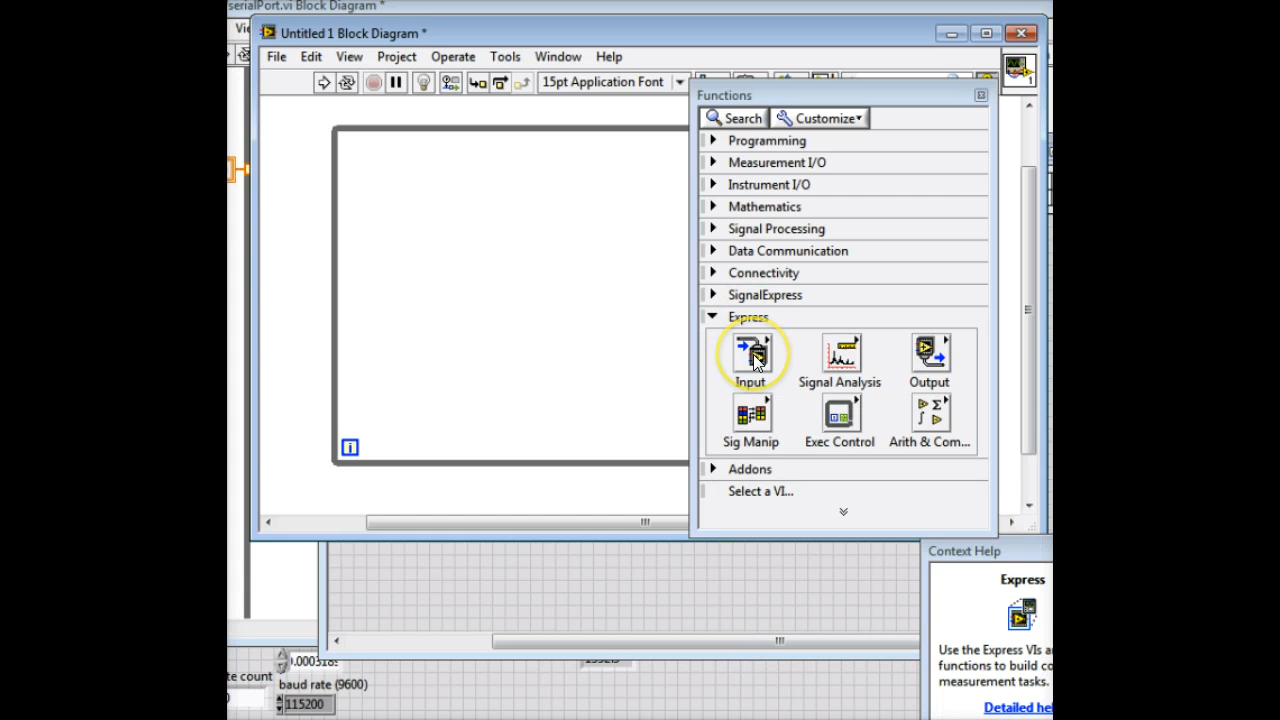 serialPort.vi Block Diagram *
Untitled 1 Block Diagram *
File Edit View Project Operate Tools Window Help
15pt Application Font
1
Functions
Search Customize
Programming
Measurement I/O
Instrument I/O
Mathematics
Signal Processing
Data Communication
Connectivity
SignalExpress
Express
Input Signal Analysis Output
Sig Manip Exec Control Arith & Com...
Addons
Select a VI...
i
Context Help
Express
Use the Express VIs
functions to build
measurement tasks.
Detailed
count
baud rate (9600)
115200